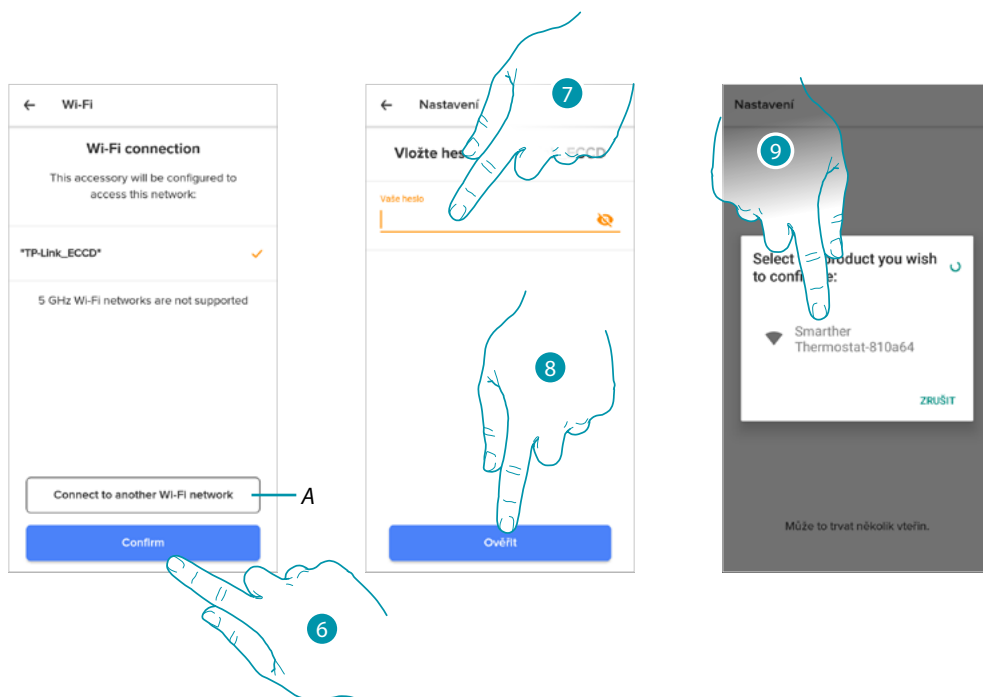 ← Wi-Fi
Wi-Fi connection
This accessory will be configured to
access this network:
"TP-Link_ECCD"
5 GHz Wi-Fi networks are not supported
Connect to another Wi-Fi network
A
Confirm
6
← Nastavení
7
Vložte ECCD
Vaše heslo
8
Ověřit
Nastavení
9
Select product you wish
to
Smarther
Thermostat-810a64
ZRUŠIT
Může to trvat několik vteřin.